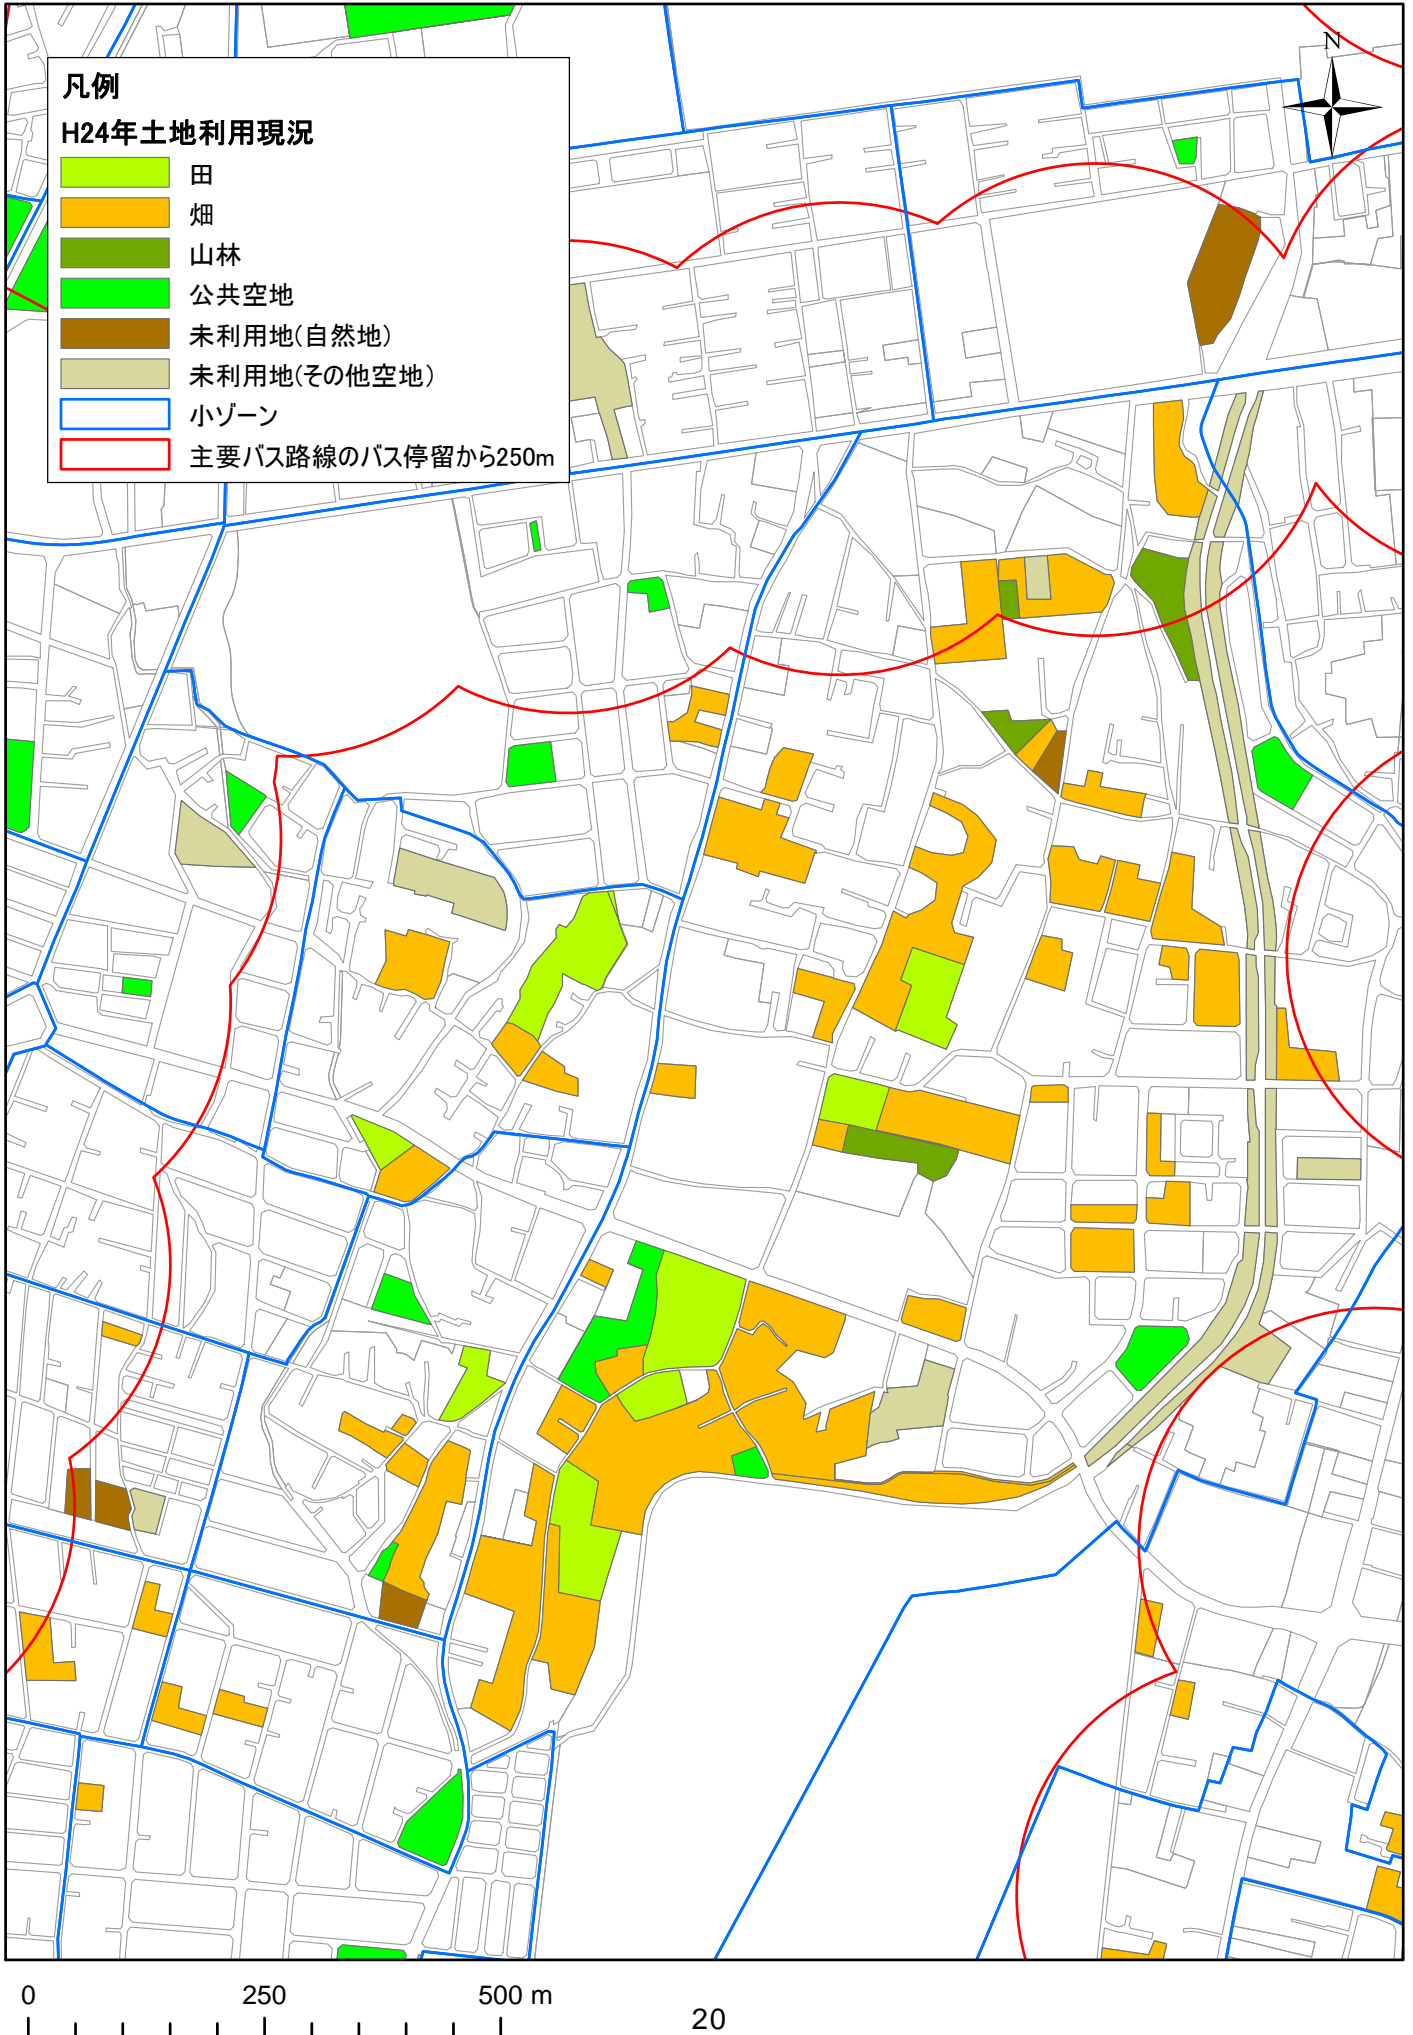 N
凡例
H24年土地利用現況
田
畑
山林
公共空地
未利用地(自然地)
未利用地(その他空地)
小ゾーン
主要バス路線のバス停留から250m
0 250 500 m
20